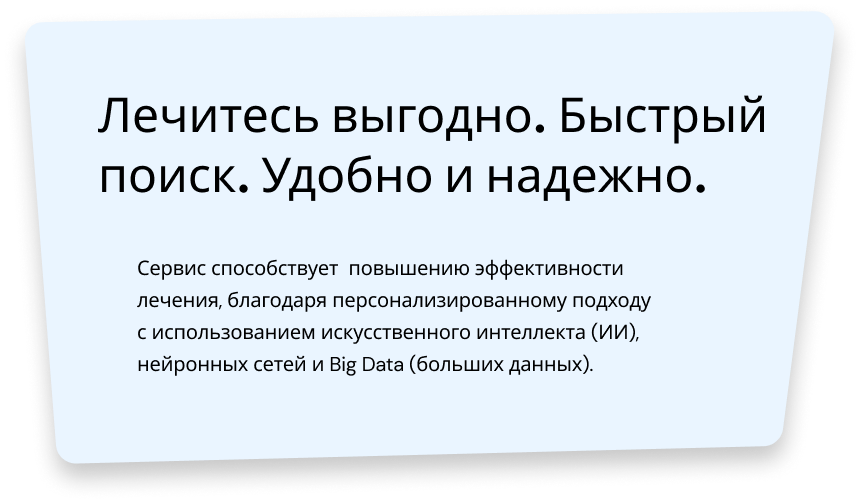 Лечитесь выгодно. Быстрый
поиск. Удобно и надежно.
Сервис способствует  повышению эффективности
лечения, благодаря персонализированному подходу
с использованием искусственного интеллекта (ИИ),
нейронных сетей и Big Data (больших данных).